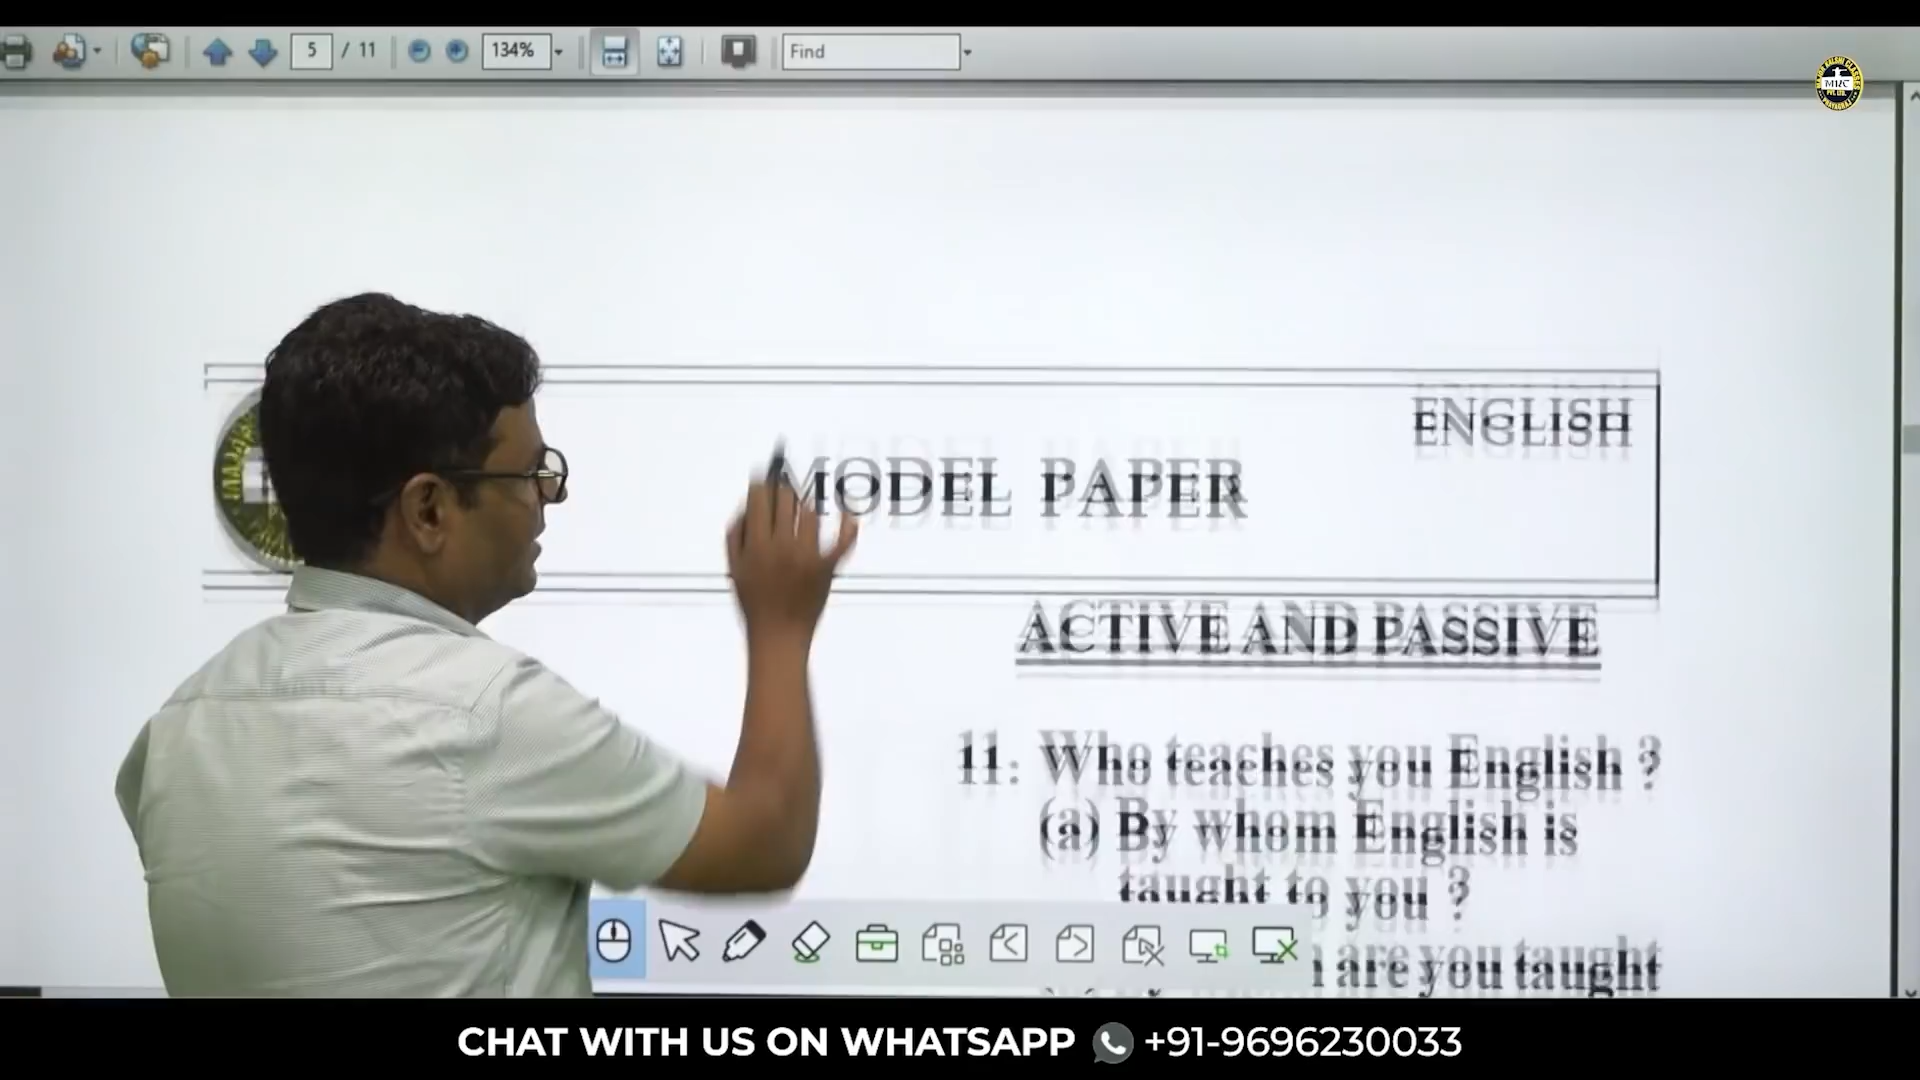 5 / 11 134% Find
MRC
ENGLISH
MODEL PAPER
ACTIVE AND PASSIVE
11. Who teaches you English ?
(a) By whom English is
taught to you ?
are you taught
CHAT WITH US ON WHATSAPP +91-9696230033